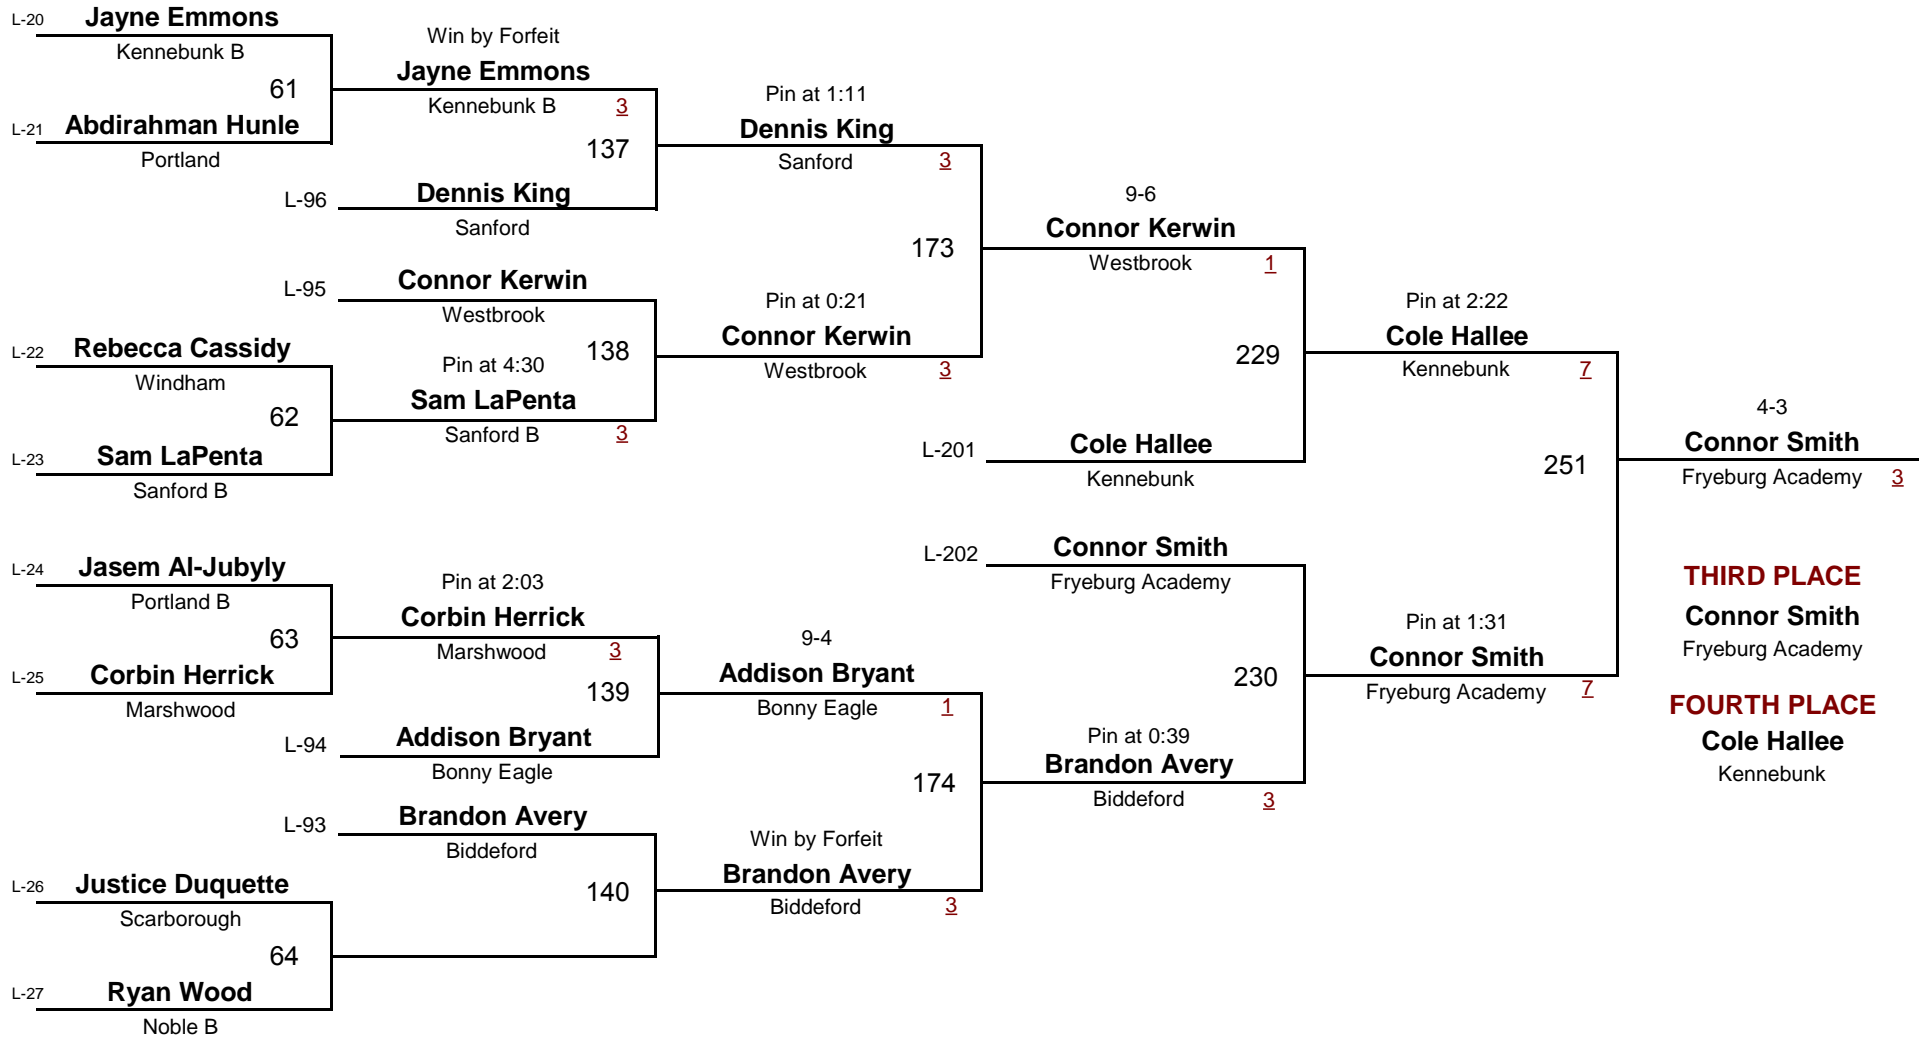 L-20 Jayne Emmons
Kennebunk B
61
L-21 Abdirahman Hunle
Portland
L-22 Rebecca Cassidy
Windham
62
L-23 Sam LaPenta
Sanford B
L-24 Jasem Al-Jubyly
Portland B
63
L-25 Corbin Herrick
Marshwood
L-26 Justice Duquette
Scarborough
64
L-27 Ryan Wood
Noble B
Win by Forfeit
Jayne Emmons
Kennebunk B 3
137
L-96 Dennis King
Sanford
L-95 Connor Kerwin
Westbrook
138
Pin at 4:30
Sam LaPenta
Sanford B 3
Pin at 2:03
Corbin Herrick
Marshwood 3
139
L-94 Addison Bryant
Bonny Eagle
L-93 Brandon Avery
Biddeford
140
Pin at 1:11
Dennis King
Sanford 3
173
Pin at 0:21
Connor Kerwin
Westbrook 3
9-4
Addison Bryant
Bonny Eagle 1
174
Win by Forfeit
Brandon Avery
Biddeford 3
9-6
Connor Kerwin
Westbrook 1
229
L-201 Cole Hallee
Kennebunk
L-202 Connor Smith
Fryeburg Academy
230
Pin at 0:39
Brandon Avery
Biddeford 3
Pin at 2:22
Cole Hallee
Kennebunk 7
251
Pin at 1:31
Connor Smith
Fryeburg Academy 7
4-3
Connor Smith
Fryeburg Academy 3
THIRD PLACE
Connor Smith
Fryeburg Academy
FOURTH PLACE
Cole Hallee
Kennebunk